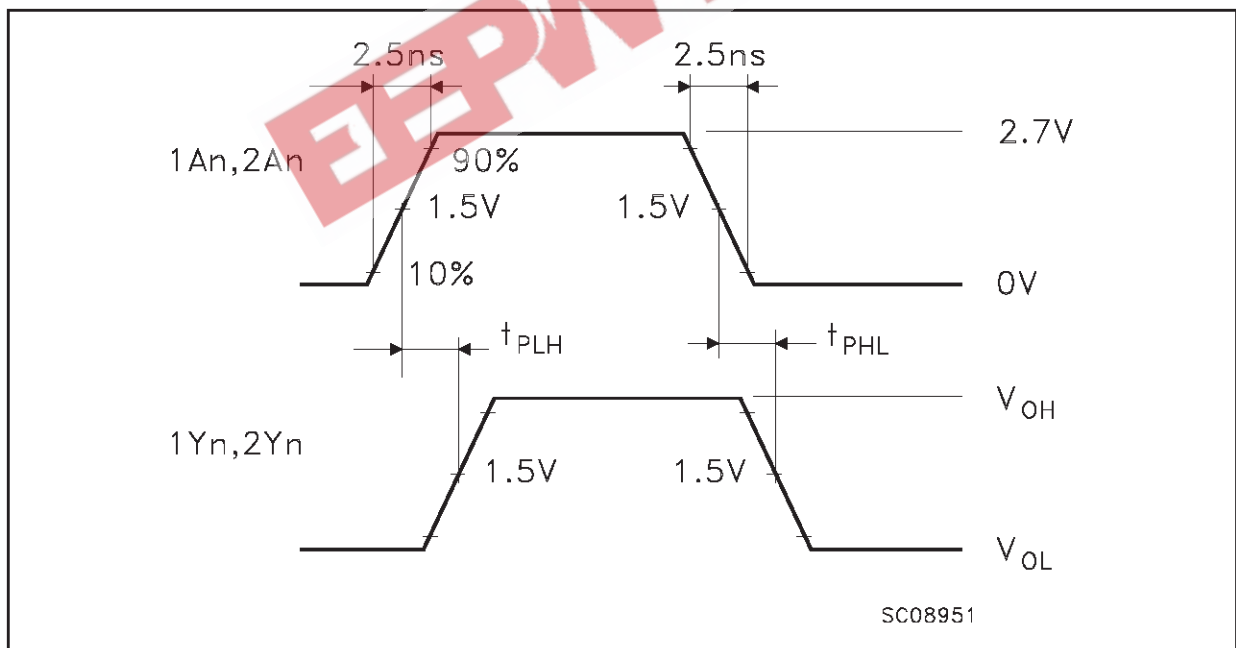 EEPW
2.5ns 2.5ns
2.7V
1An,2An
90%
1.5V 1.5V
10%
0V
tPLH tPHL
VOH
1Yn,2Yn
1.5V 1.5V
VOL
SC08951